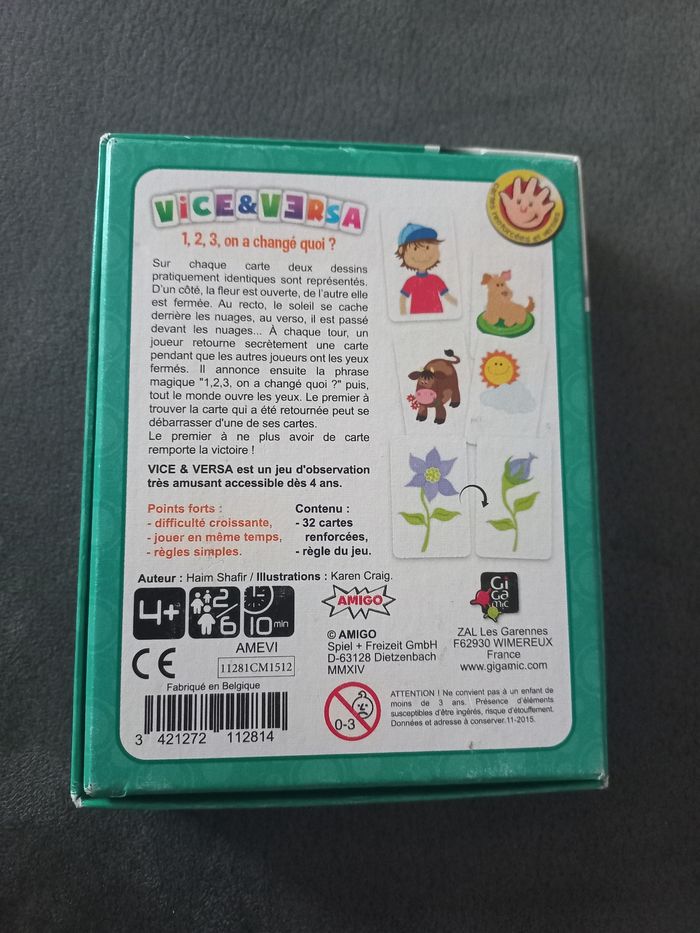 ViCE & VERSA
Cartes renforcées et vernies
1, 2, 3, on a changé quoi ?
Sur chaque carte deux dessins
pratiquement identiques sont représentés.
D'un côté, la fleur est ouverte, de l'autre elle
est fermée. Au recto, le soleil se cache
derrière les nuages, au verso, il est passé
devant les nuages... À chaque tour, un
joueur retourne secrètement une carte
pendant que les autres joueurs ont les yeux
fermés. Il annonce ensuite la phrase
magique "1,2,3, on a changé quoi ?" puis,
tout le monde ouvre les yeux. Le premier à
trouver la carte qui a été retournée peut se
débarrasser d'une de ses cartes.
Le premier à ne plus avoir de carte
remporte la victoire !
VICE & VERSA est un jeu d'observation
très amusant accessible dès 4 ans.
Points forts :
- difficulté croissante,
- jouer en même temps,
- règles simples.
Contenu :
- 32 cartes
renforcées,
- règle du jeu.
Auteur : Haim Shafir / Illustrations : Karen Craig.
4+
2
6
10 min
AMEVI
11281CM1512
CE
Fabriqué en Belgique
3 421272 112814
AMIGO
© AMIGO
Spiel + Freizeit GmbH
D-63128 Dietzenbach
MMXIV
GiGamic
ZAL Les Garennes
F62930 WIMEREUX
France
www.gigamic.com
0-3
ATTENTION ! Ne convient pas à un enfant de
moins de 3 ans. Présence d'éléments
susceptibles d'être ingérés, risque d'étouffement.
Données et adresse à conserver.11-2015.